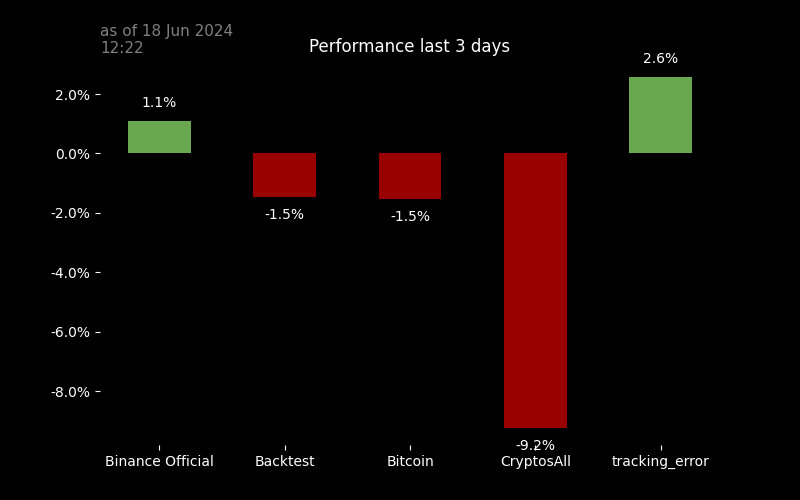 as of 18 Jun 2024
12:22
Performance last 3 days
2.6%
1.1%
2.0%
0.0%
-2.0%
-1.5%
-1.5%
-4.0%
-6.0%
-8.0%
-9.2%
Binance Official
Backtest
Bitcoin
CryptosAll
tracking_error